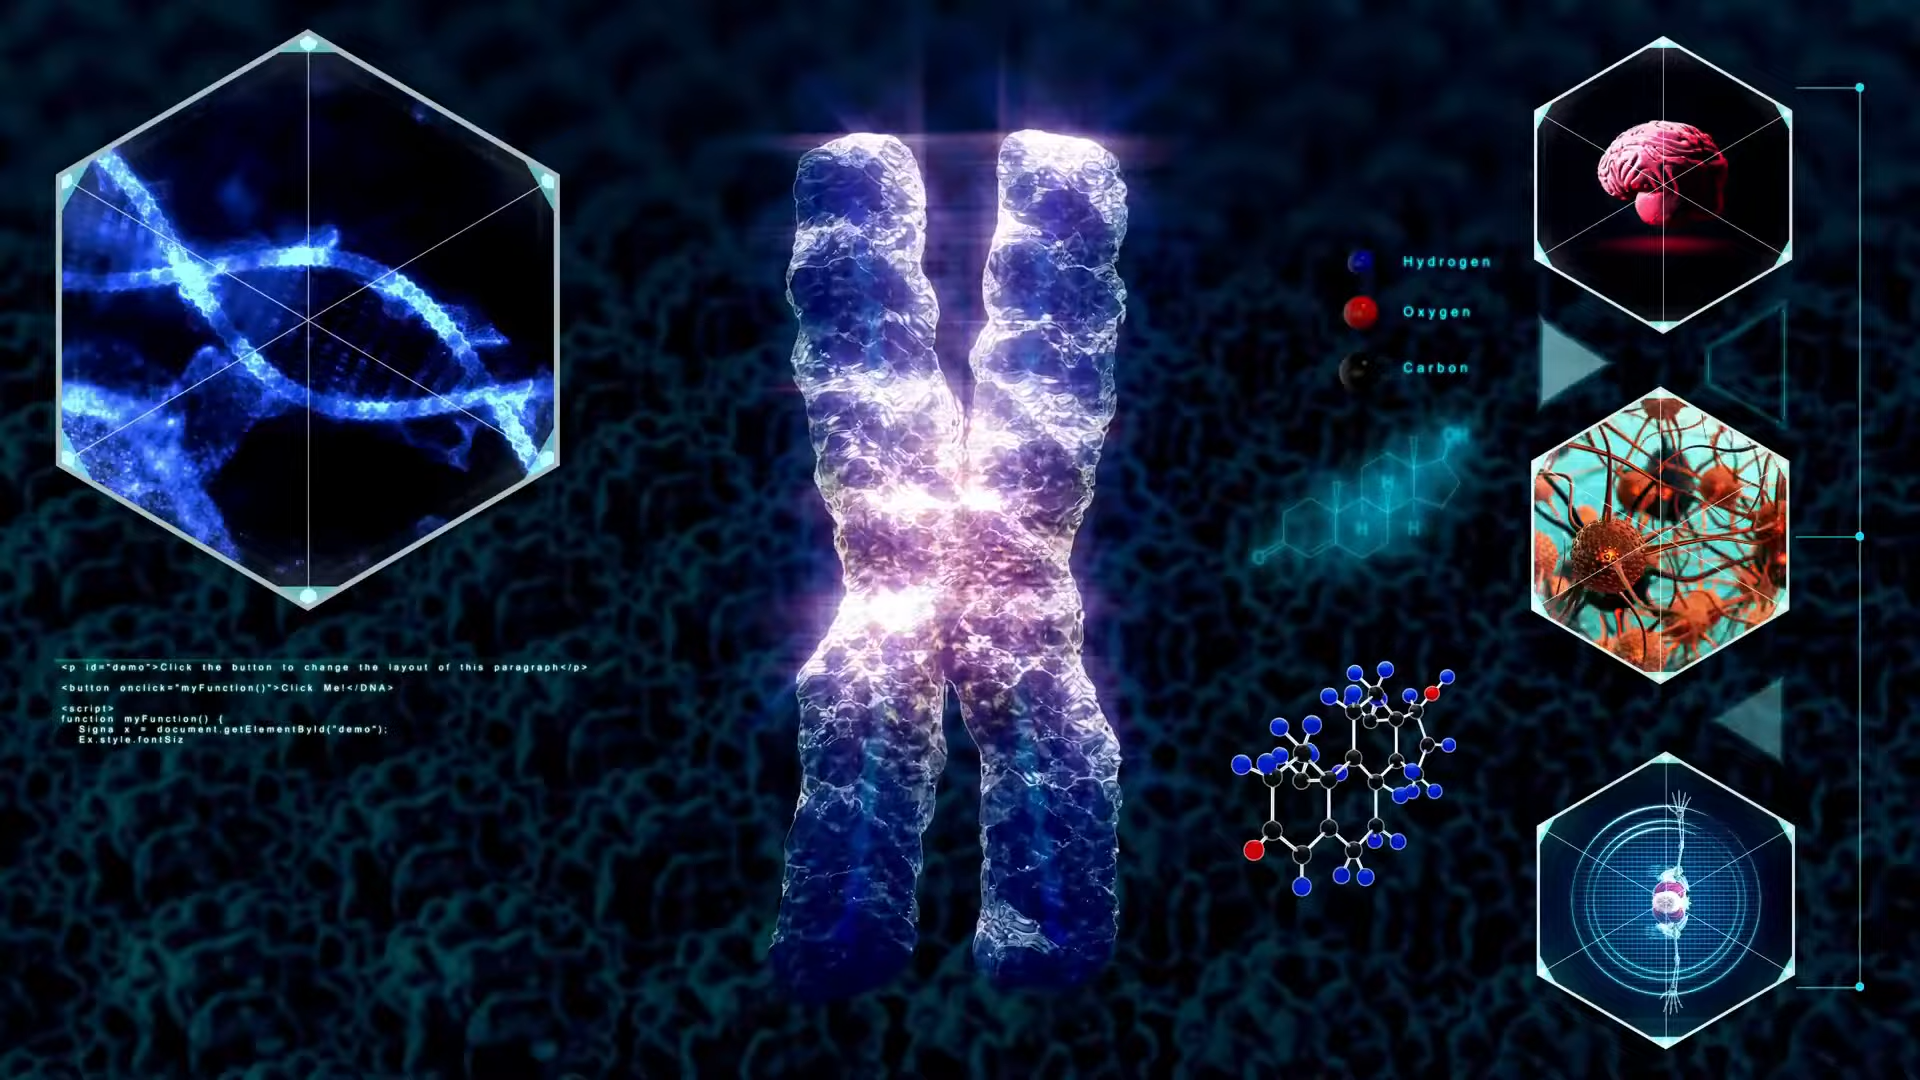 Hydrogen
Oxygen
Carbon
OH
H
H
H
O
<p id="demo">Click the button to change the layout of this paragraph</p>
<button onclick="myFunction()">Click Me!</DNA>
<script>
function myFunction() {
Signa x = document.getElementById("demo");
Ex.style.fontSiz